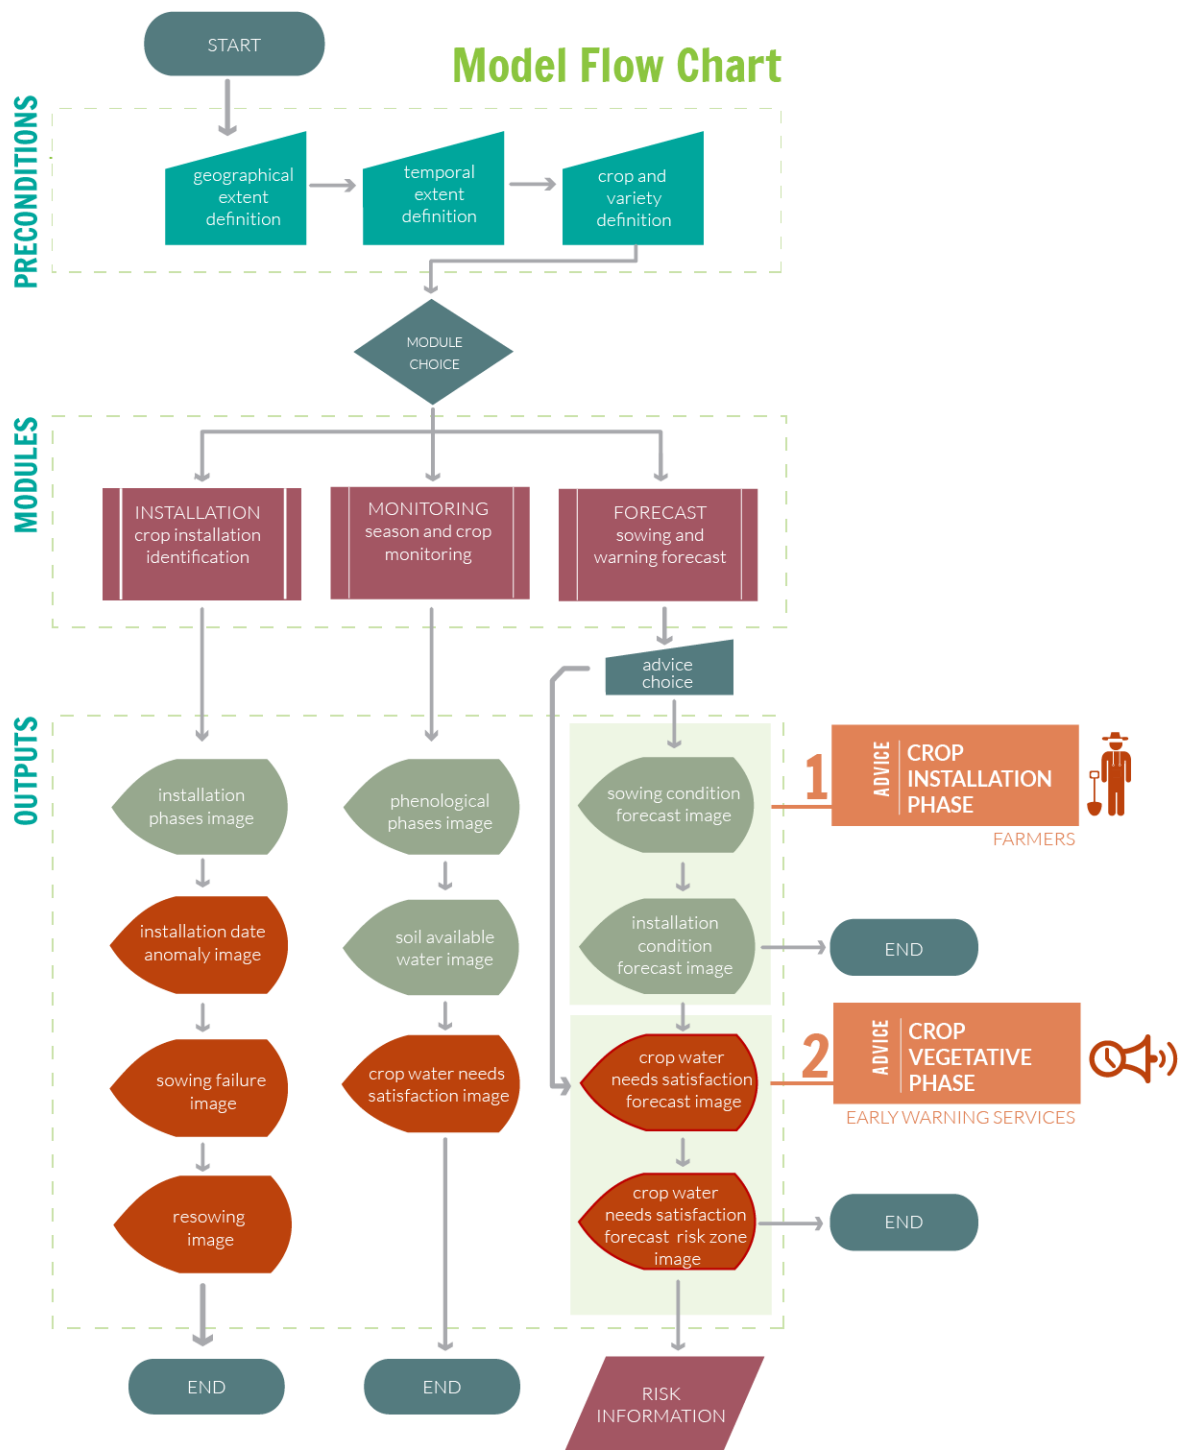 START
Model Flow Chart
PRECONDITIONS
geographical
extent
definition
temporal
extent
definition
crop and
variety
definition
MODULE
CHOICE
MODULES
INSTALLATION
crop installation
identification
MONITORING
season and crop
monitoring
FORECAST
sowing and
warning forecast
advice
choice
OUTPUTS
installation
phases image
phenological
phases image
sowing condition
forecast image
1
ADVICE
CROP
INSTALLATION
PHASE
FARMERS
installation date
anomaly image
soil available
water image
installation
condition
forecast image
END
sowing failure
image
crop water needs
satisfaction image
crop water
needs satisfaction
forecast image
2
ADVICE
CROP
VEGETATIVE
PHASE
EARLY WARNING SERVICES
resowing
image
crop water
needs satisfaction
forecast risk zone
image
END
END
END
RISK
INFORMATION